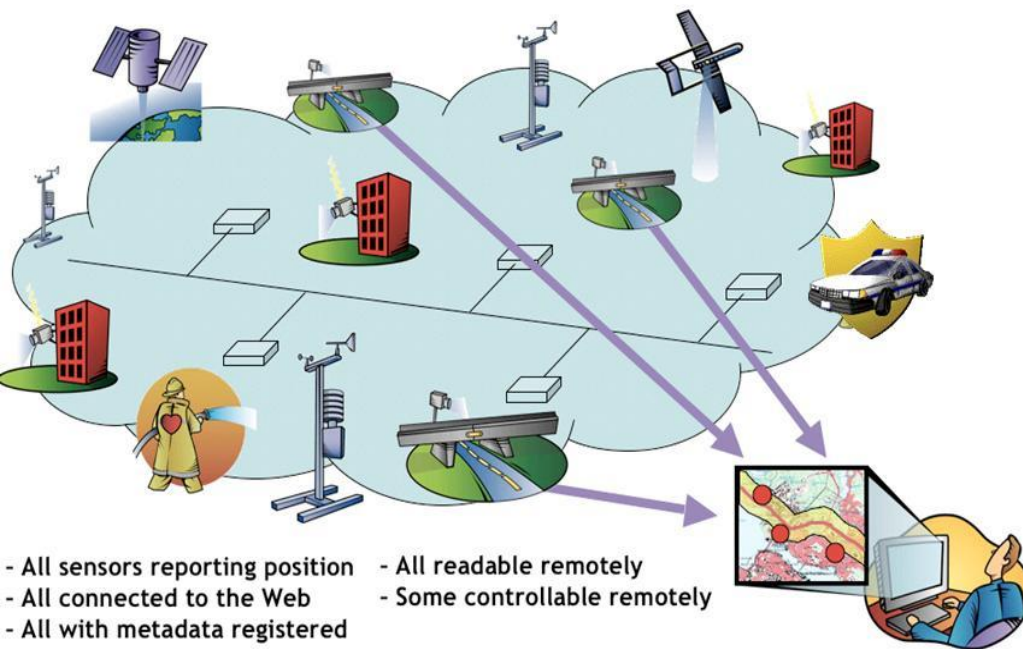 - All sensors reporting position
- All connected to the Web
- All with metadata registered
- All readable remotely
- Some controllable remotely